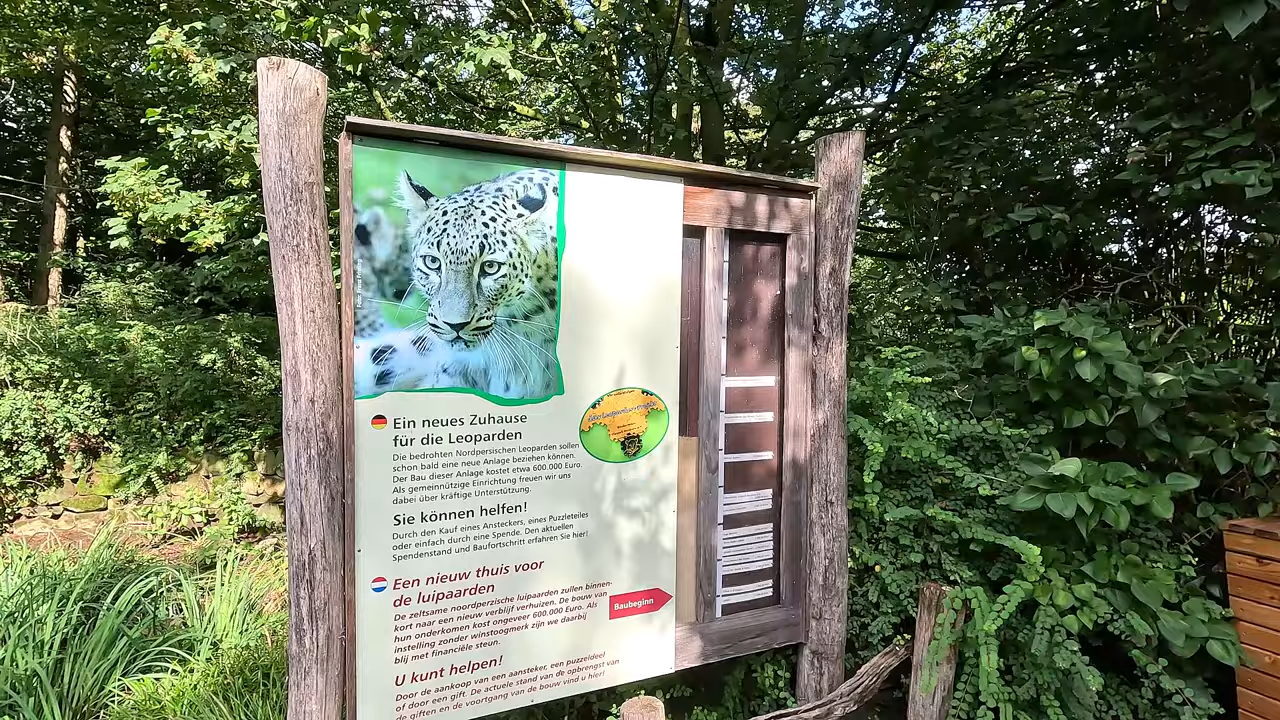 Ein neues Zuhause
für die Leoparden
Die bedrohten Nordpersischen Leoparden sollen
schon bald eine neue Anlage beziehen können.
Der Bau dieser Anlage kostet etwa 600.000 Euro.
Als gemeinnützige Einrichtung freuen wir uns
dabei über kräftige Unterstützung.
Sie können helfen!
Durch den Kauf eines Ansteckers, eines Puzzleteiles
oder einfach durch eine Spende. Den aktuellen
Spendenstand und Baufortschritt erfahren Sie hier!
Een nieuw thuis voor
de luipaarden
De zeltsame noordperzische luipaarden zullen binnen-
kort naar een nieuw verblijf verhuizen. De bouw van
hun onderkomen kost ongeveer 600.000 Euro. Als
instelling zonder winstoogmerk zijn we daarbij
blij met financiële steun.
Baubeginn
U kunt helpen!
Door de aankoop van een aansteker, een puzzeldeel
of door een gift. De actuele stand van de opbrengst van
de giften en de voortgang van de bouw vind u hier!